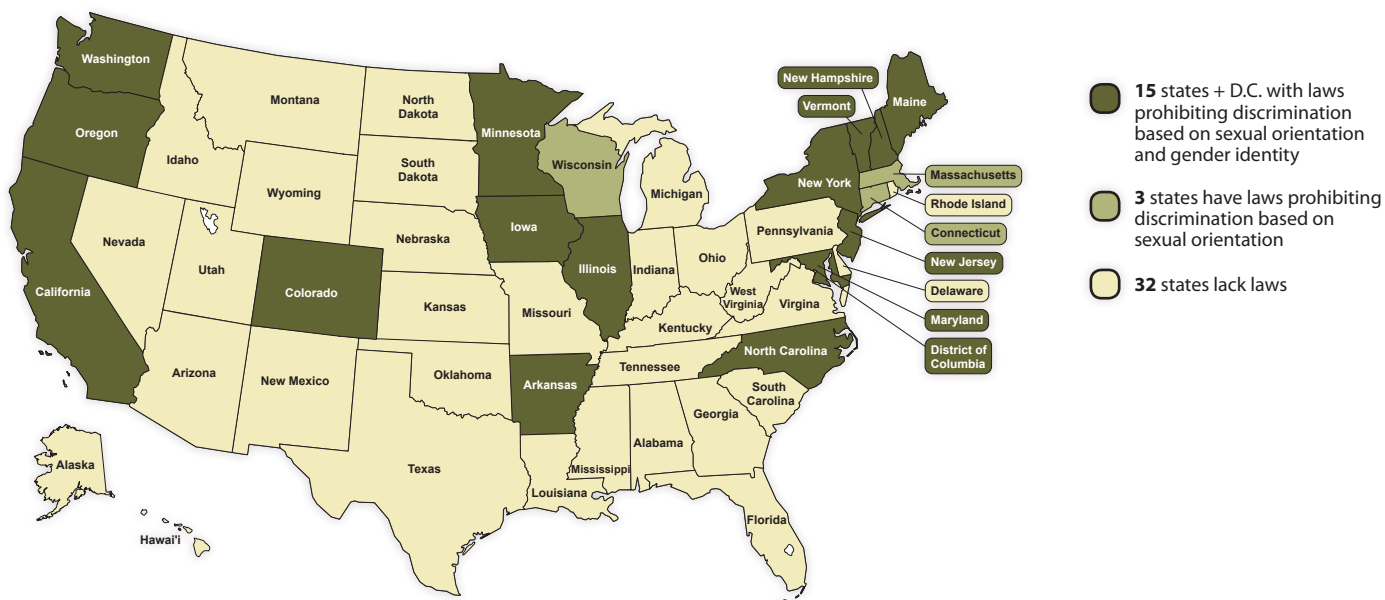 Washington
Montana
North
Dakota
Minnesota
New Hampshire
Vermont
Maine
Oregon
Idaho
Wyoming
South
Dakota
Wisconsin
Michigan
New York
Massachusetts
Rhode Island
Connecticut
Nevada
Utah
Nebraska
Iowa
Illinois
Indiana
Ohio
Pennsylvania
New Jersey
California
Colorado
Kansas
Missouri
West
Virginia
Virgina
Delaware
Kentucky
Maryland
District of
Columbia
Arizona
New Mexico
Oklahoma
Arkansas
Tennessee
North Carolina
South
Carolina
Texas
Louisiana
Mississippi
Alabama
Georgia
Florida
Alaska
Hawai'i
15 states + D.C. with laws
prohibiting discrimination
based on sexual orientation
and gender identity
3 states have laws prohibiting
discrimination based on
sexual orientation
32 states lack laws